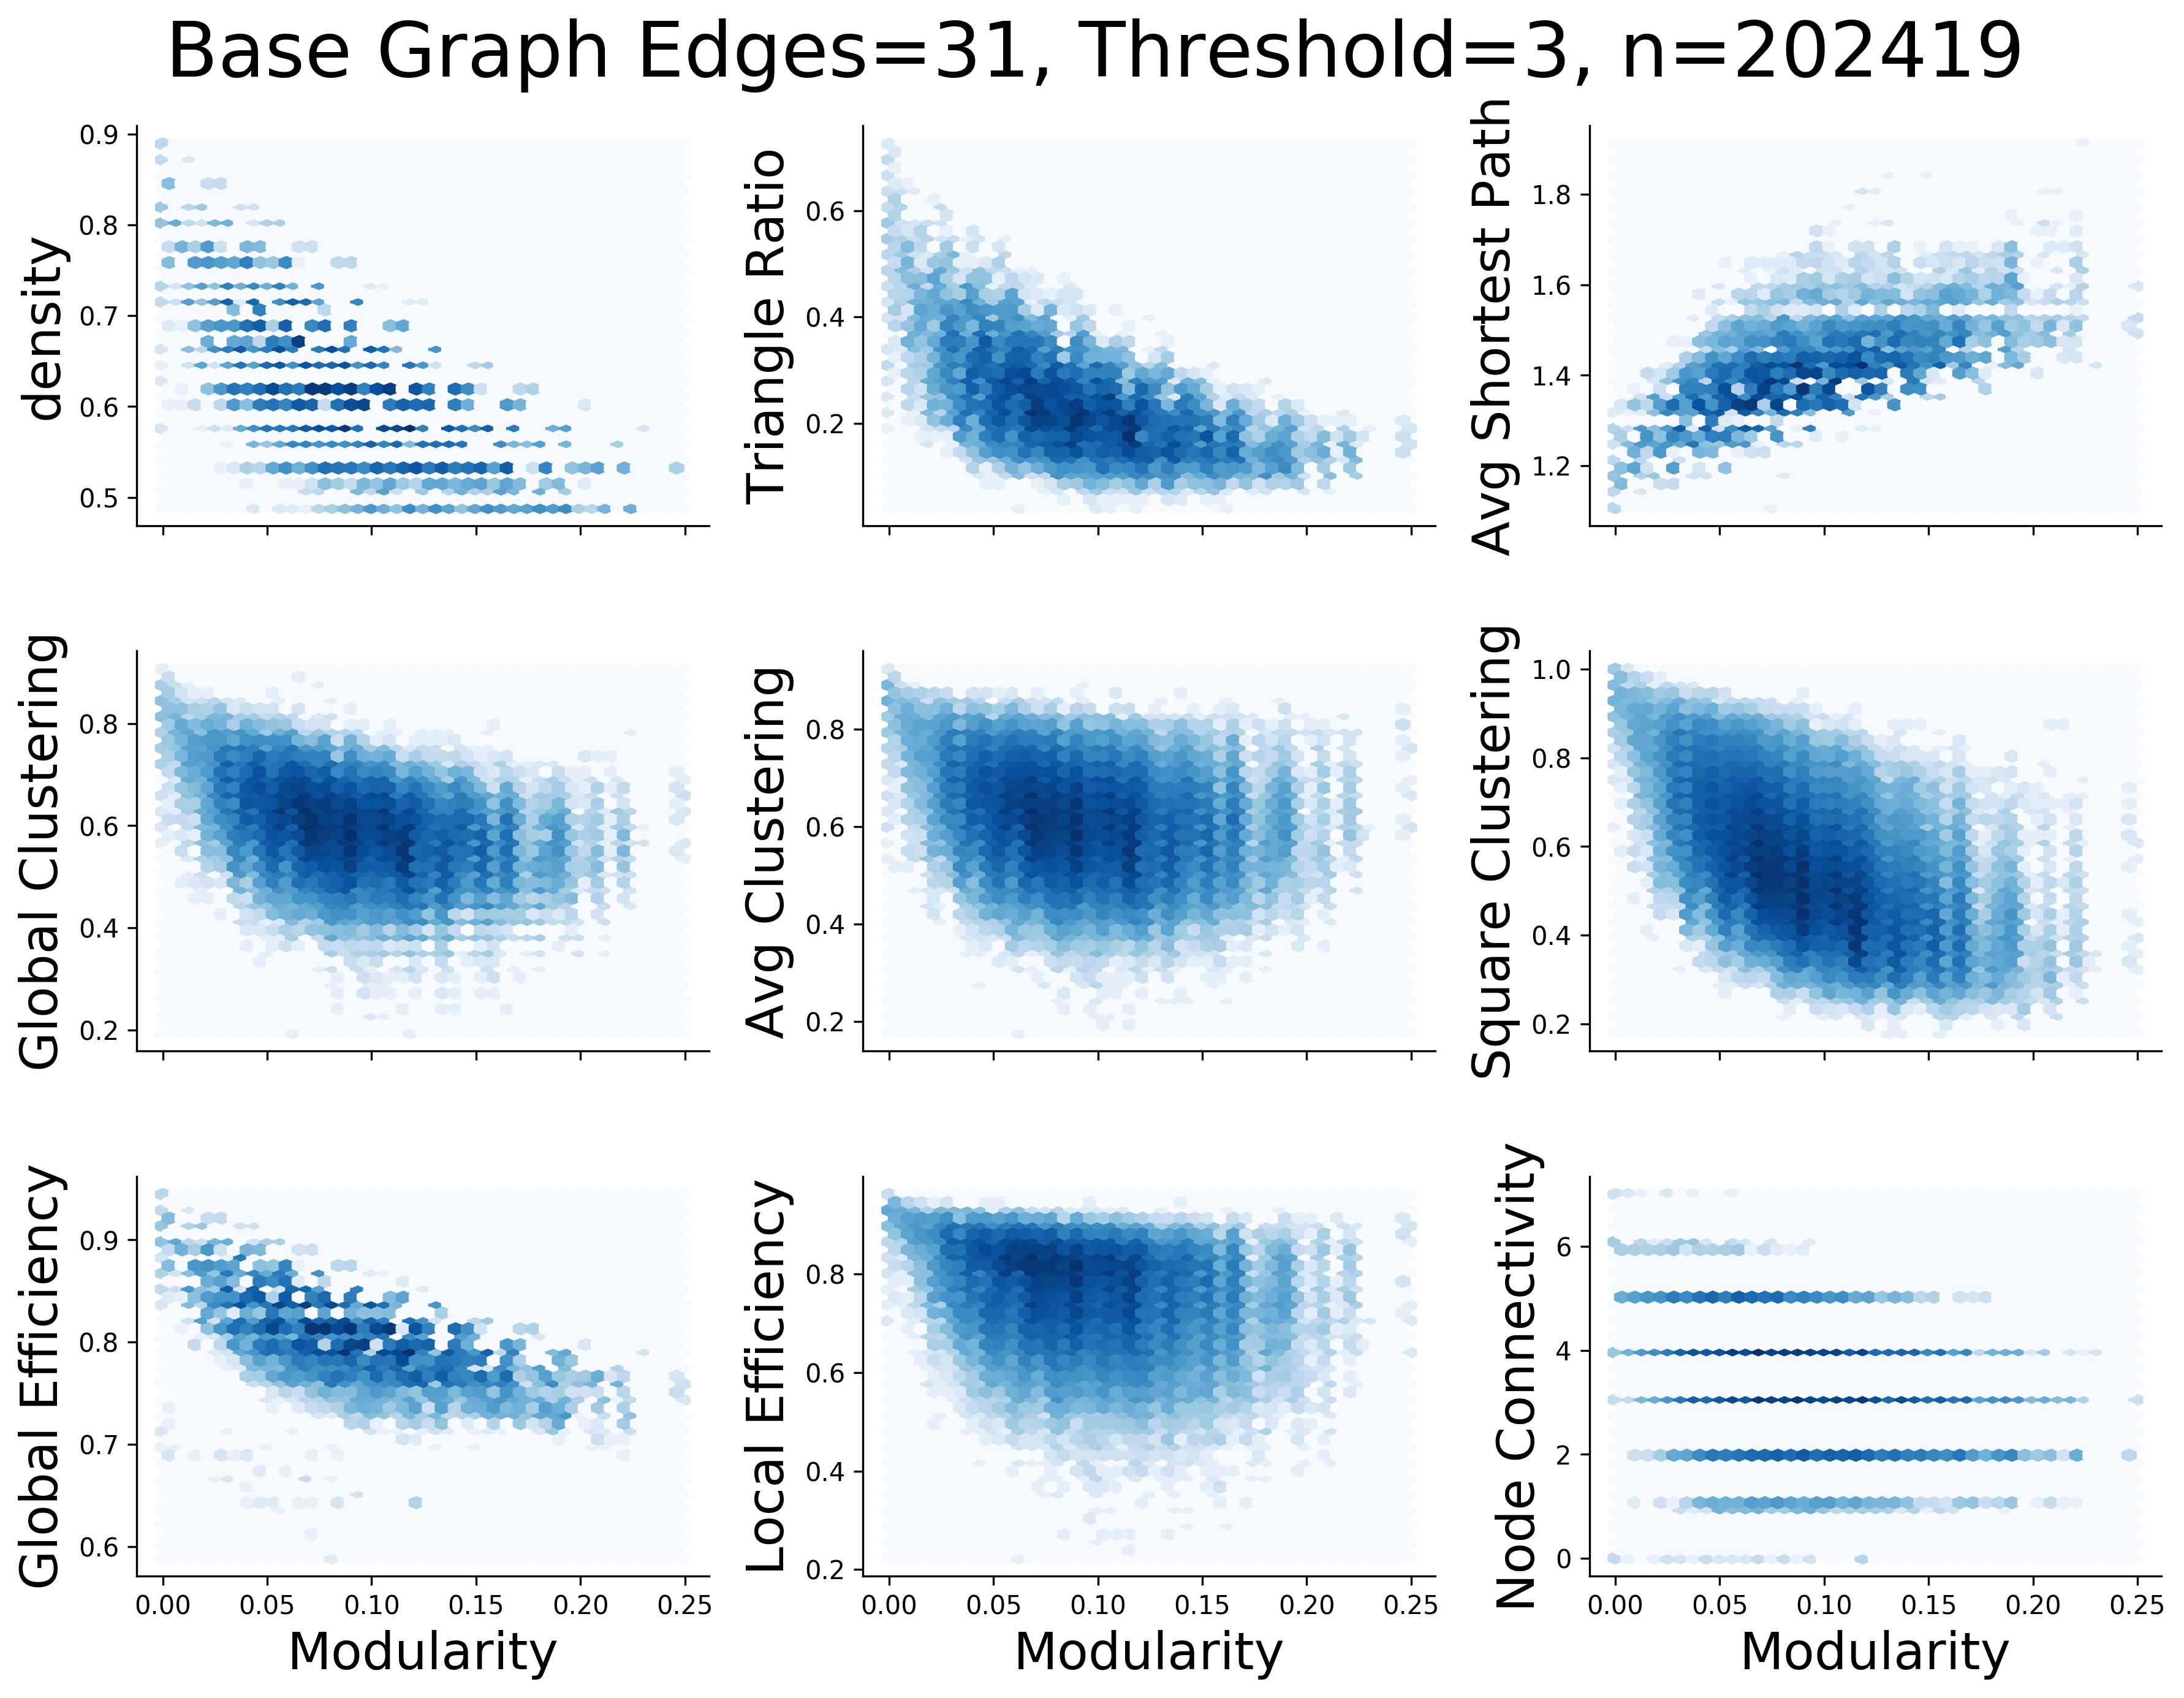 Base Graph Edges=31, Threshold=3, n=202419
density
0.9
0.8
0.7
0.6
0.5
Triangle Ratio
0.6
0.4
0.2
Avg Shortest Path
1.8
1.6
1.4
1.2
Global Clustering
0.8
0.6
0.4
0.2
Avg Clustering
0.8
0.6
0.4
0.2
Square Clustering
1.0
0.8
0.6
0.4
0.2
Global Efficiency
0.9
0.8
0.7
0.6
0.00 0.05 0.10 0.15 0.20 0.25
Modularity
Local Efficiency
0.8
0.6
0.4
0.2
0.00 0.05 0.10 0.15 0.20 0.25
Modularity
Node Connectivity
6
4
2
0
0.00 0.05 0.10 0.15 0.20 0.25
Modularity